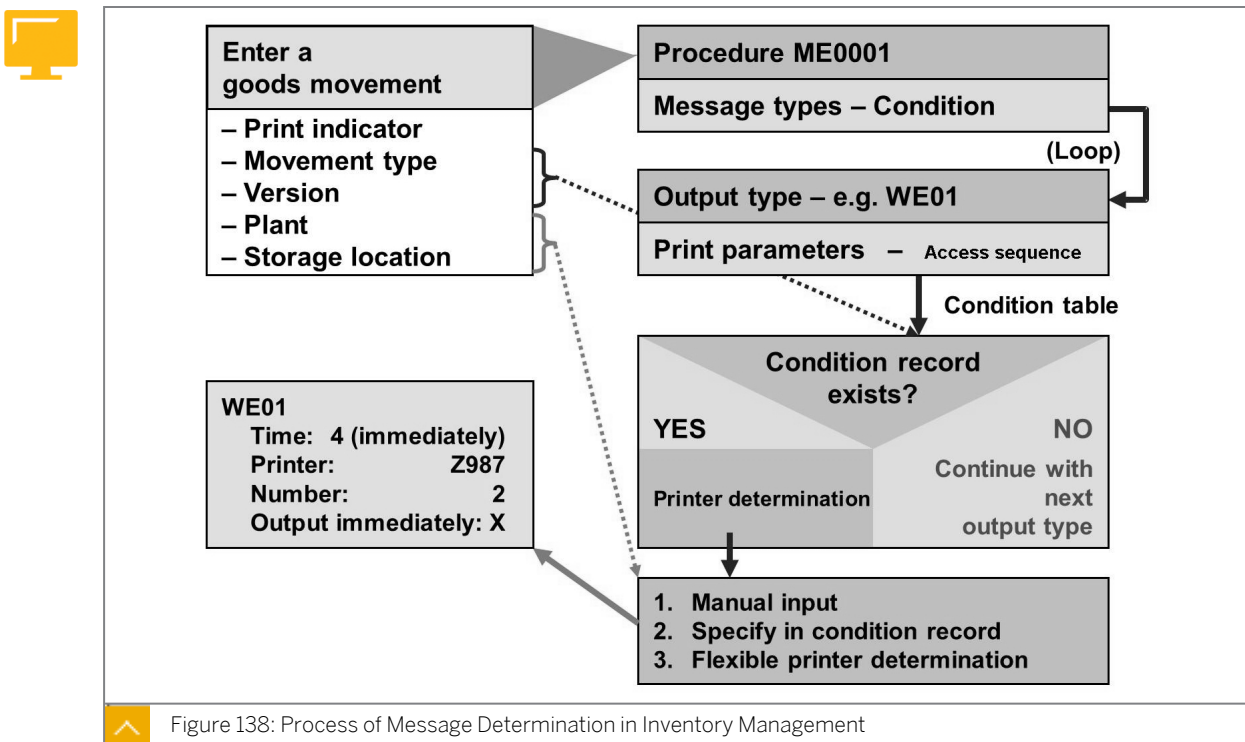 Enter a
goods movement
– Print indicator
– Movement type
– Version
– Plant
– Storage location
Procedure ME0001
Message types – Condition
(Loop)
Output type – e.g. WE01
Print parameters – Access sequence
Condition table
Condition record
exists?
YES
NO
Printer determination
Continue with
next
output type
WE01
Time: 4 (immediately)
Printer: Z987
Number: 2
Output immediately: X
1. Manual input
2. Specify in condition record
3. Flexible printer determination
Figure 138: Process of Message Determination in Inventory Management